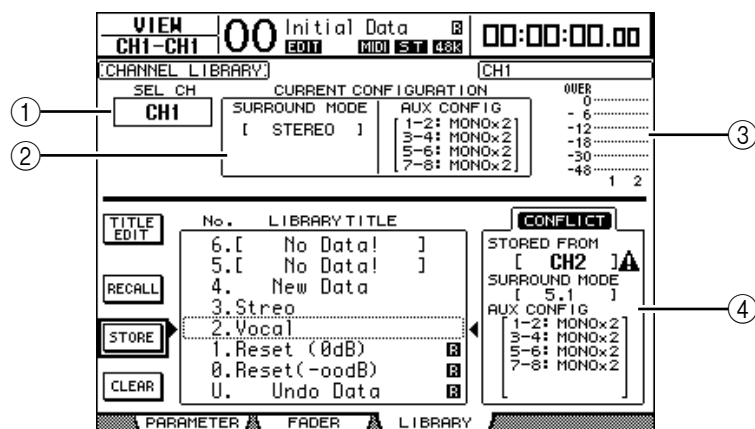 VIEW
CH1-CH1
00 Initial Data R
EDIT MIDI ST 48k
00:00:00.00
CHANNEL LIBRARY
CH1
SEL CH
CH1
CURRENT CONFIGURATION
SURROUND MODE
[ STEREO ]
AUX CONFIG
1-2: MONOx2
3-4: MONOx2
5-6: MONOx2
7-8: MONOx2
OVER
0
- 6
-12
-18
-30
-48
1 2
1
2
3
4
TITLE EDIT
RECALL
STORE
CLEAR
No. LIBRARY TITLE
6.[ No Data! ]
5.[ No Data! ]
4. New Data
3.Streo
2.Vocal
1.Reset (0dB) R
0.Reset(-oodB) R
U. Undo Data R
CONFLICT
STORED FROM
[ CH2 ]
SURROUND MODE
[ 5.1 ]
AUX CONFIG
1-2: MONOx2
3-4: MONOx2
5-6: MONOx2
7-8: MONOx2
PARAMETER FADER LIBRARY